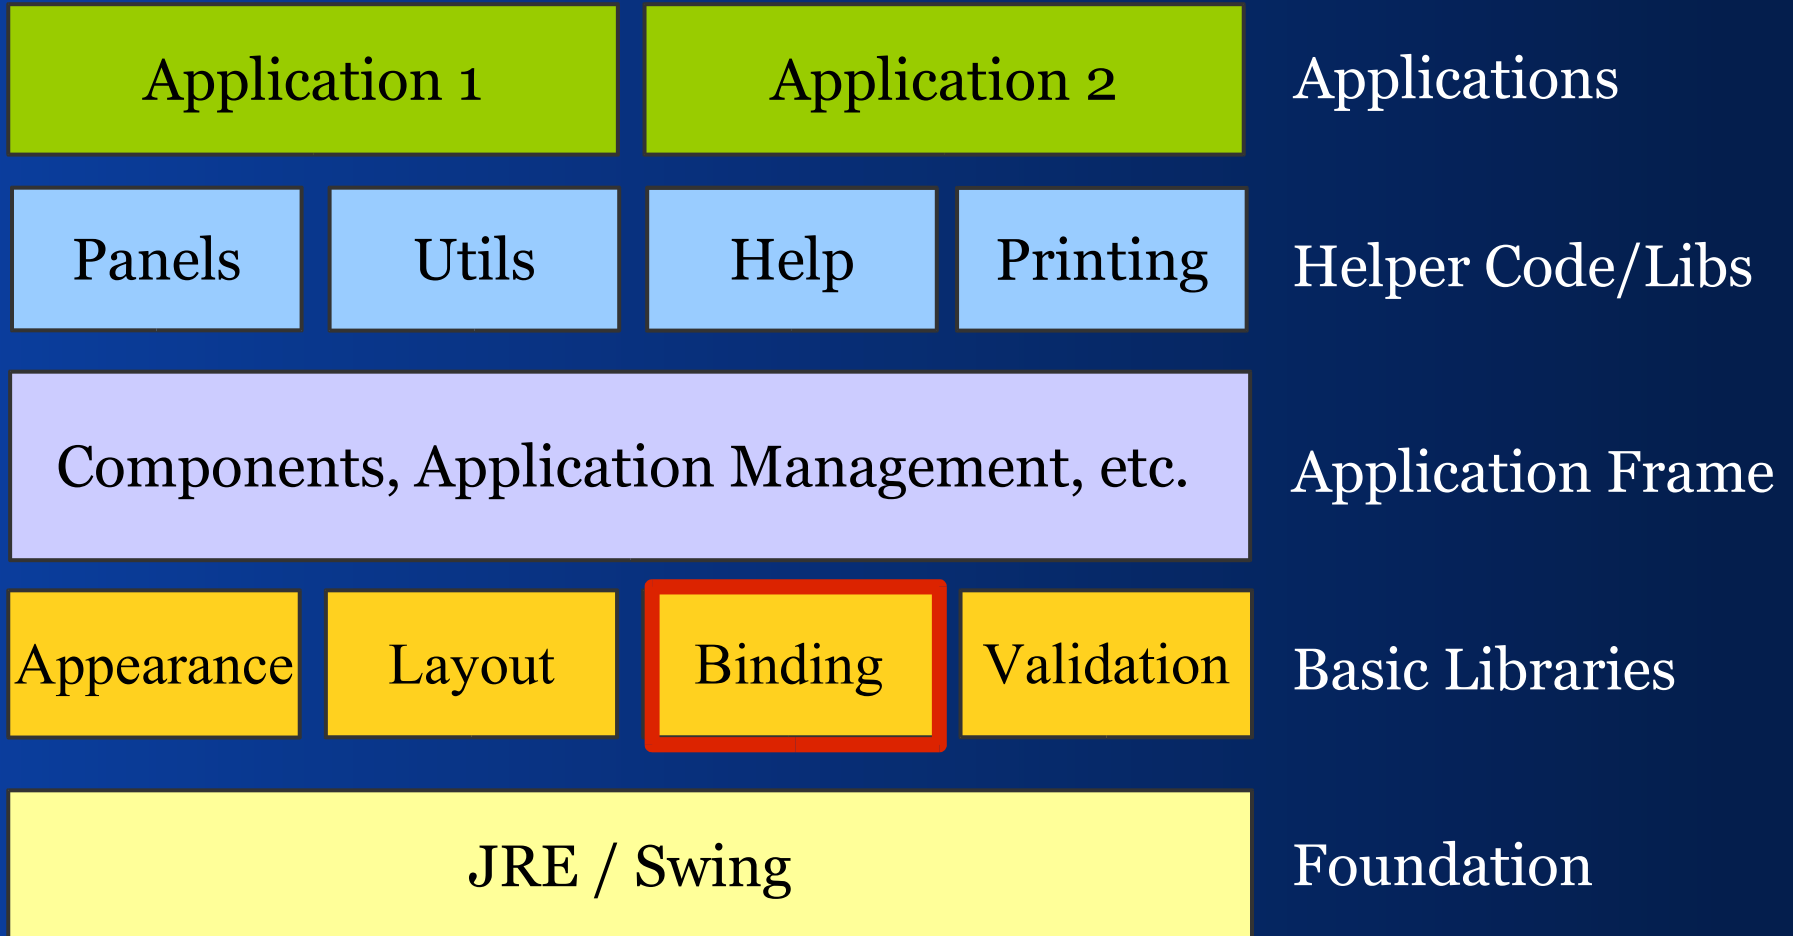 Application 1
Application 2
Applications
Panels
Utils
Help
Printing
Helper Code/Libs
Components, Application Management, etc.
Application Frame
Appearance
Layout
Binding
Validation
Basic Libraries
JRE / Swing
Foundation